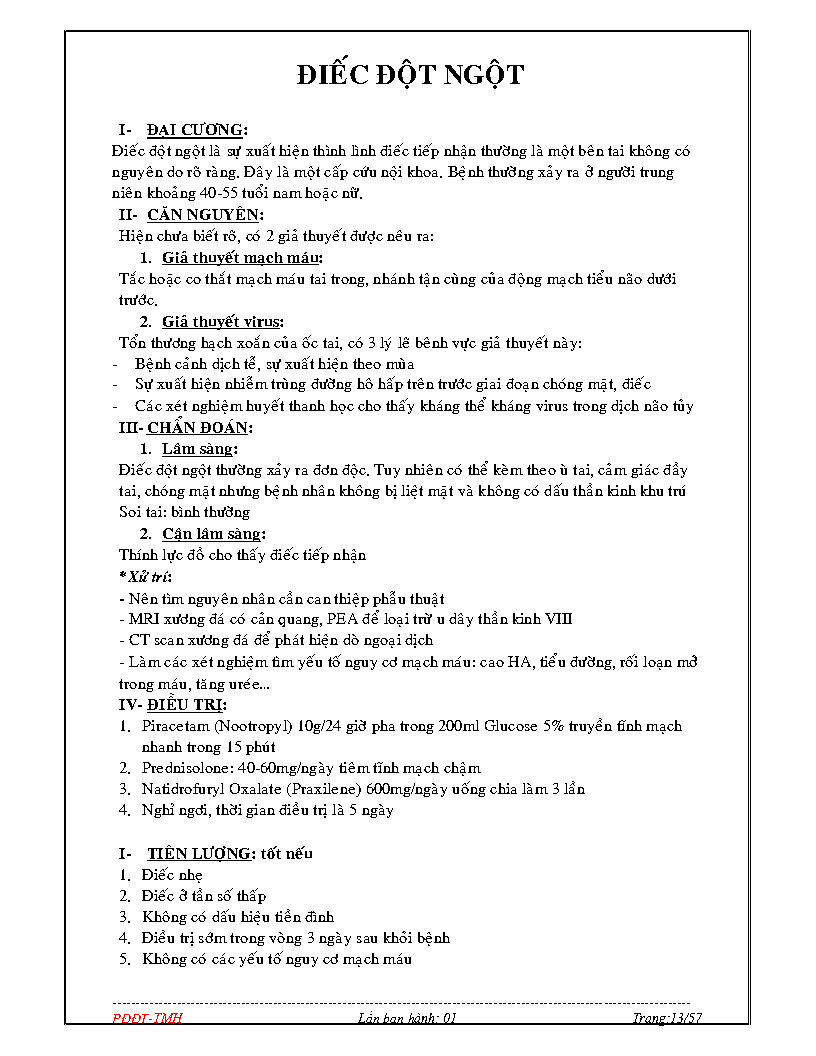 ĐIẾC ĐỘT NGỘT
I- ĐẠI CƯƠNG:
Điếc đột ngột là sự xuất hiện thình lình điếc tiếp nhận thường là một bên tai không có
nguyên do rõ ràng. Đây là một cấp cứu nội khoa. Bệnh thường xảy ra ở người trung
niên khoảng 40-55 tuổi nam hoặc nữ.
II- CĂN NGUYÊN:
Hiện chưa biết rõ, có 2 giả thuyết được nêu ra:
1. Giả thuyết mạch máu:
Tắc hoặc co thắt mạch máu tai trong, nhánh tận cùng của động mạch tiểu não dưới
trước.
2. Giả thuyết virus:
Tổn thương hạch xoắn của ốc tai, có 3 lý lẽ bênh vực giả thuyết này:
- Bệnh cảnh dịch tễ, sự xuất hiện theo mùa
- Sự xuất hiện nhiễm trùng đường hô hấp trên trước giai đoạn chóng mặt, điếc
- Các xét nghiệm huyết thanh học cho thấy kháng thể kháng virus trong dịch não tủy
III- CHẨN ĐOÁN:
1. Lâm sàng:
Điếc đột ngột thường xảy ra đơn độc. Tuy nhiên có thể kèm theo ù tai, cảm giác đầy
tai, chóng mặt nhưng bệnh nhân không bị liệt mặt và không có dấu thần kinh khu trú
Soi tai: bình thường
2. Cận lâm sàng:
Thính lực đồ cho thấy điếc tiếp nhận
*Xử trí:
- Nên tìm nguyên nhân cần can thiệp phẫu thuật
- MRI xương đá có cản quang, PEA để loại trừ u dây thần kinh VIII
- CT scan xương đá để phát hiện dò ngoại dịch
- Làm các xét nghiệm tìm yếu tố nguy cơ mạch máu: cao HA, tiểu đường, rối loạn mỡ
trong máu, tăng urée...
IV- ĐIỀU TRỊ:
1. Piracetam (Nootropyl) 10g/24 giờ pha trong 200ml Glucose 5% truyền tĩnh mạch
nhanh trong 15 phút
2. Prednisolone: 40-60mg/ngày tiêm tĩnh mạch chậm
3. Natidrofuryl Oxalate (Praxilene) 600mg/ngày uống chia làm 3 lần
4. Nghỉ ngơi, thời gian điều trị là 5 ngày
I- TIÊN LƯỢNG: tốt nếu
1. Điếc nhẹ
2. Điếc ở tần số thấp
3. Không có dấu hiệu tiền đình
4. Điều trị sớm trong vòng 3 ngày sau khỏi bệnh
5. Không có các yếu tố nguy cơ mạch máu
PĐĐT-TMH Lần ban hành: 01 Trang:13/57